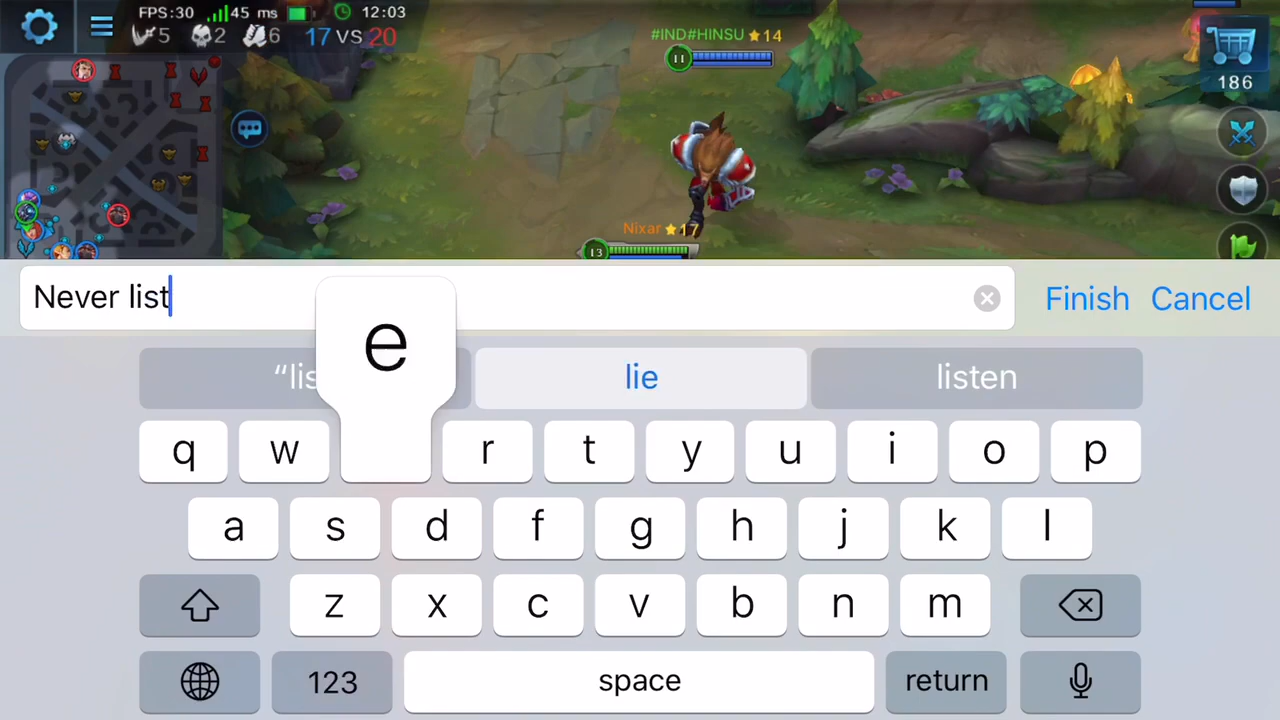 FPS:30 45 ms 12:03
5 2 6 17 VS 20
#IND#HINSU 14
11
186
Nixar 17
13
Never list
Finish Cancel
e
“lis lie listen
q w r t y u i o p
a s d f g h j k l
z x c v b n m
123 space return